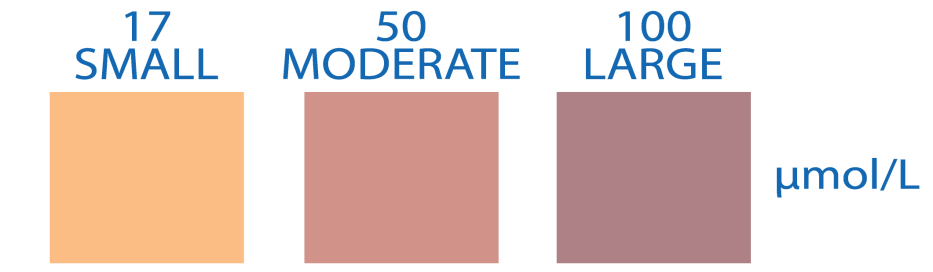 17 50 100
SMALL MODERATE LARGE
µmol/L